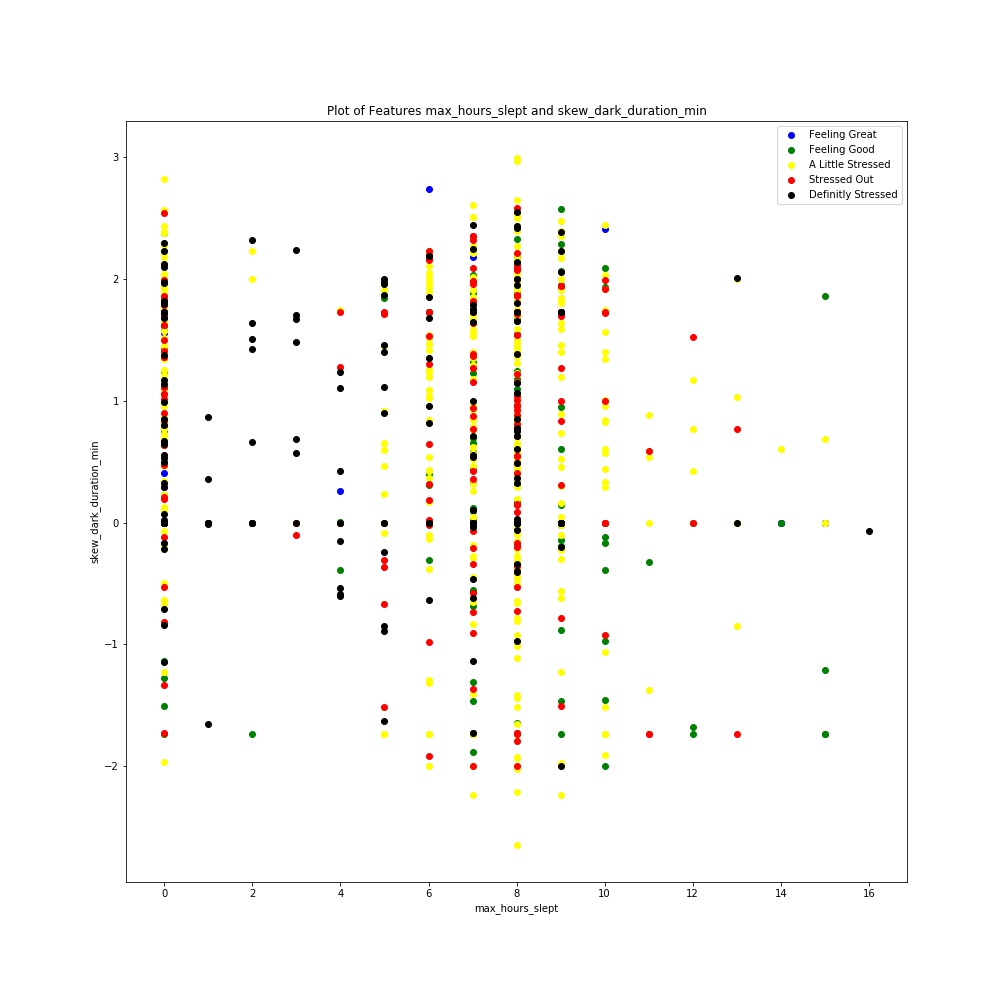 Plot of Features max_hours_slept and skew_dark_duration_min
Feeling Great
Feeling Good
A Little Stressed
Stressed Out
Definitly Stressed
skew_dark_duration_min
3
2
1
0
−1
−2
0 2 4 6 8 10 12 14 16
max_hours_slept